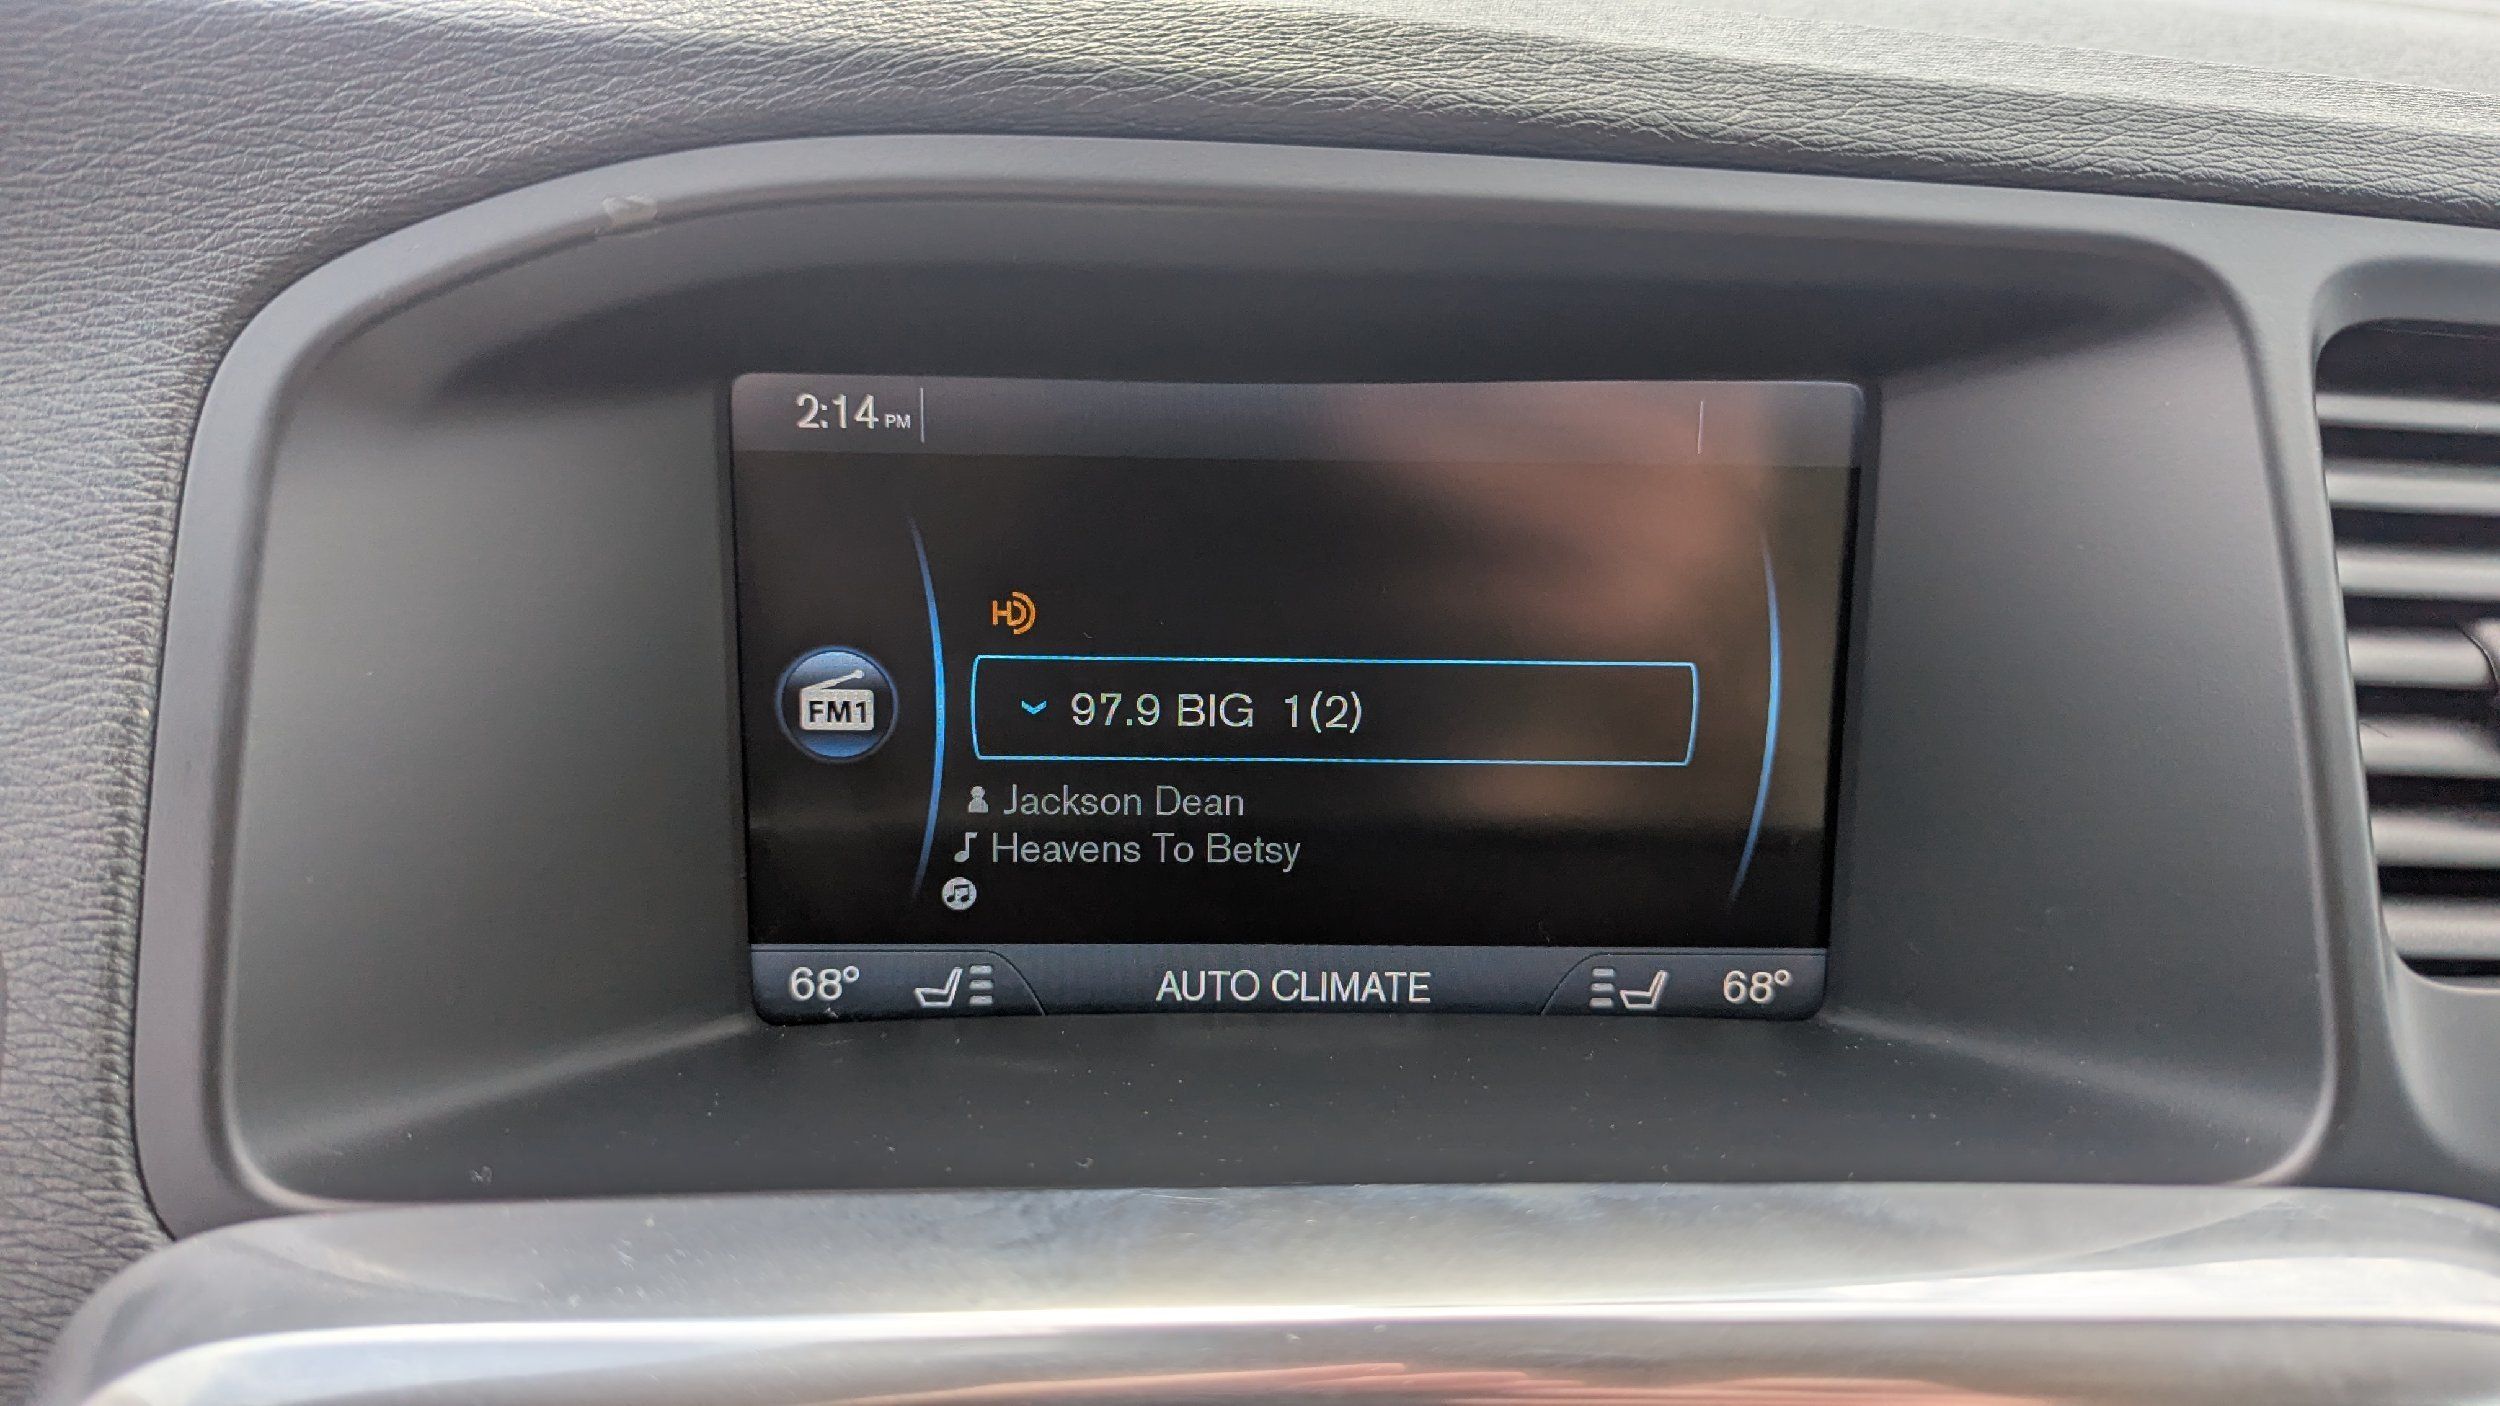 2:14 PM
HD
FM1
97.9 BIG 1(2)
Jackson Dean
Heavens To Betsy
68° AUTO CLIMATE 68°